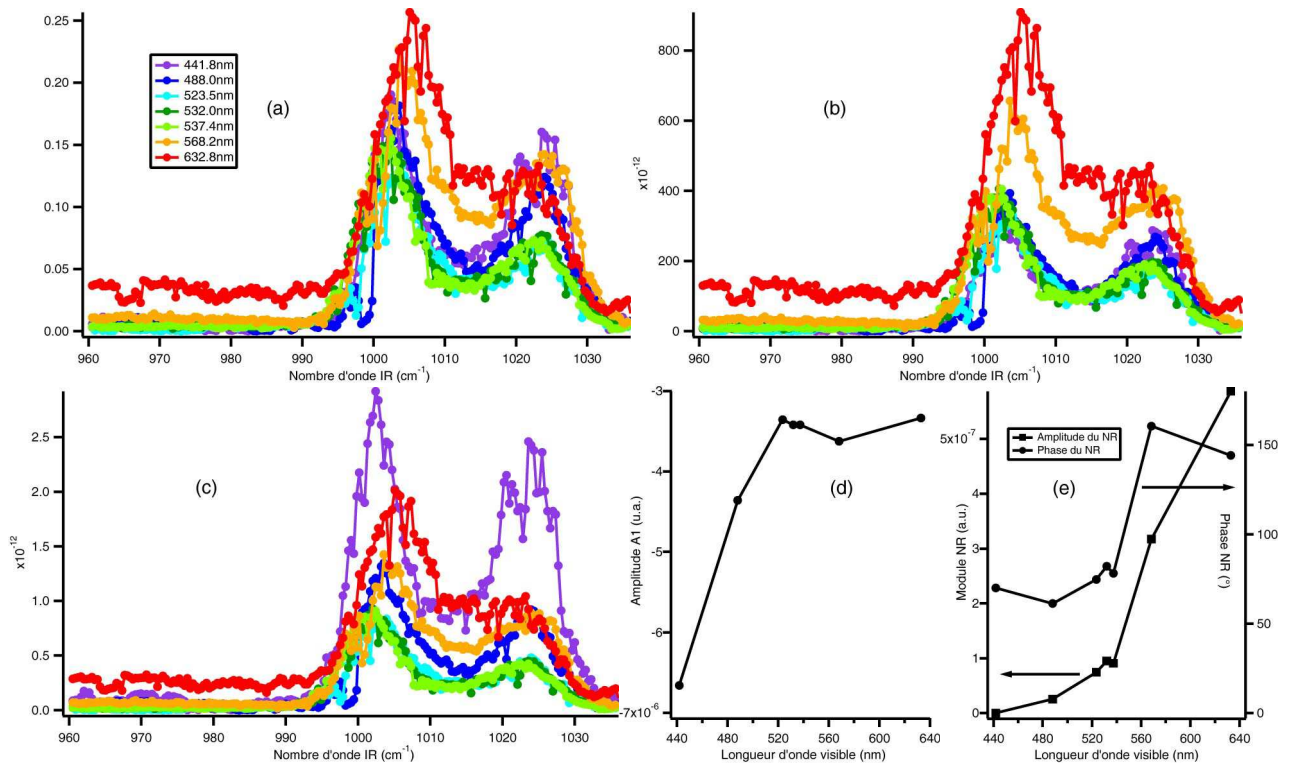 0.25
0.20
0.15
0.10
0.05
0.00
441.8nm
488.0nm
523.5nm
532.0nm
537.4nm
568.2nm
632.8nm
(a)
960 970 980 990 1000 1010 1020 1030
Nombre d'onde IR (cm-1)
800
600
400
200
0
x10-12
(b)
960 970 980 990 1000 1010 1020 1030
Nombre d'onde IR (cm-1)
2.5
2.0
1.5
1.0
0.5
0.0
x10-12
(c)
960 970 980 990 1000 1010 1020 1030
Nombre d'onde IR (cm-1)
-3
-4
-5
-6
-7x10-6
Amplitude A1 (u.a.)
(d)
440 480 520 560 600 640
Longueur d'onde visible (nm)
5x10-7
4
3
2
1
0
Module NR (a.u.)
Amplitude du NR
Phase du NR
(e)
150
100
50
0
Phase NR (°)
440 480 520 560 600 640
Longueur d'onde visible (nm)